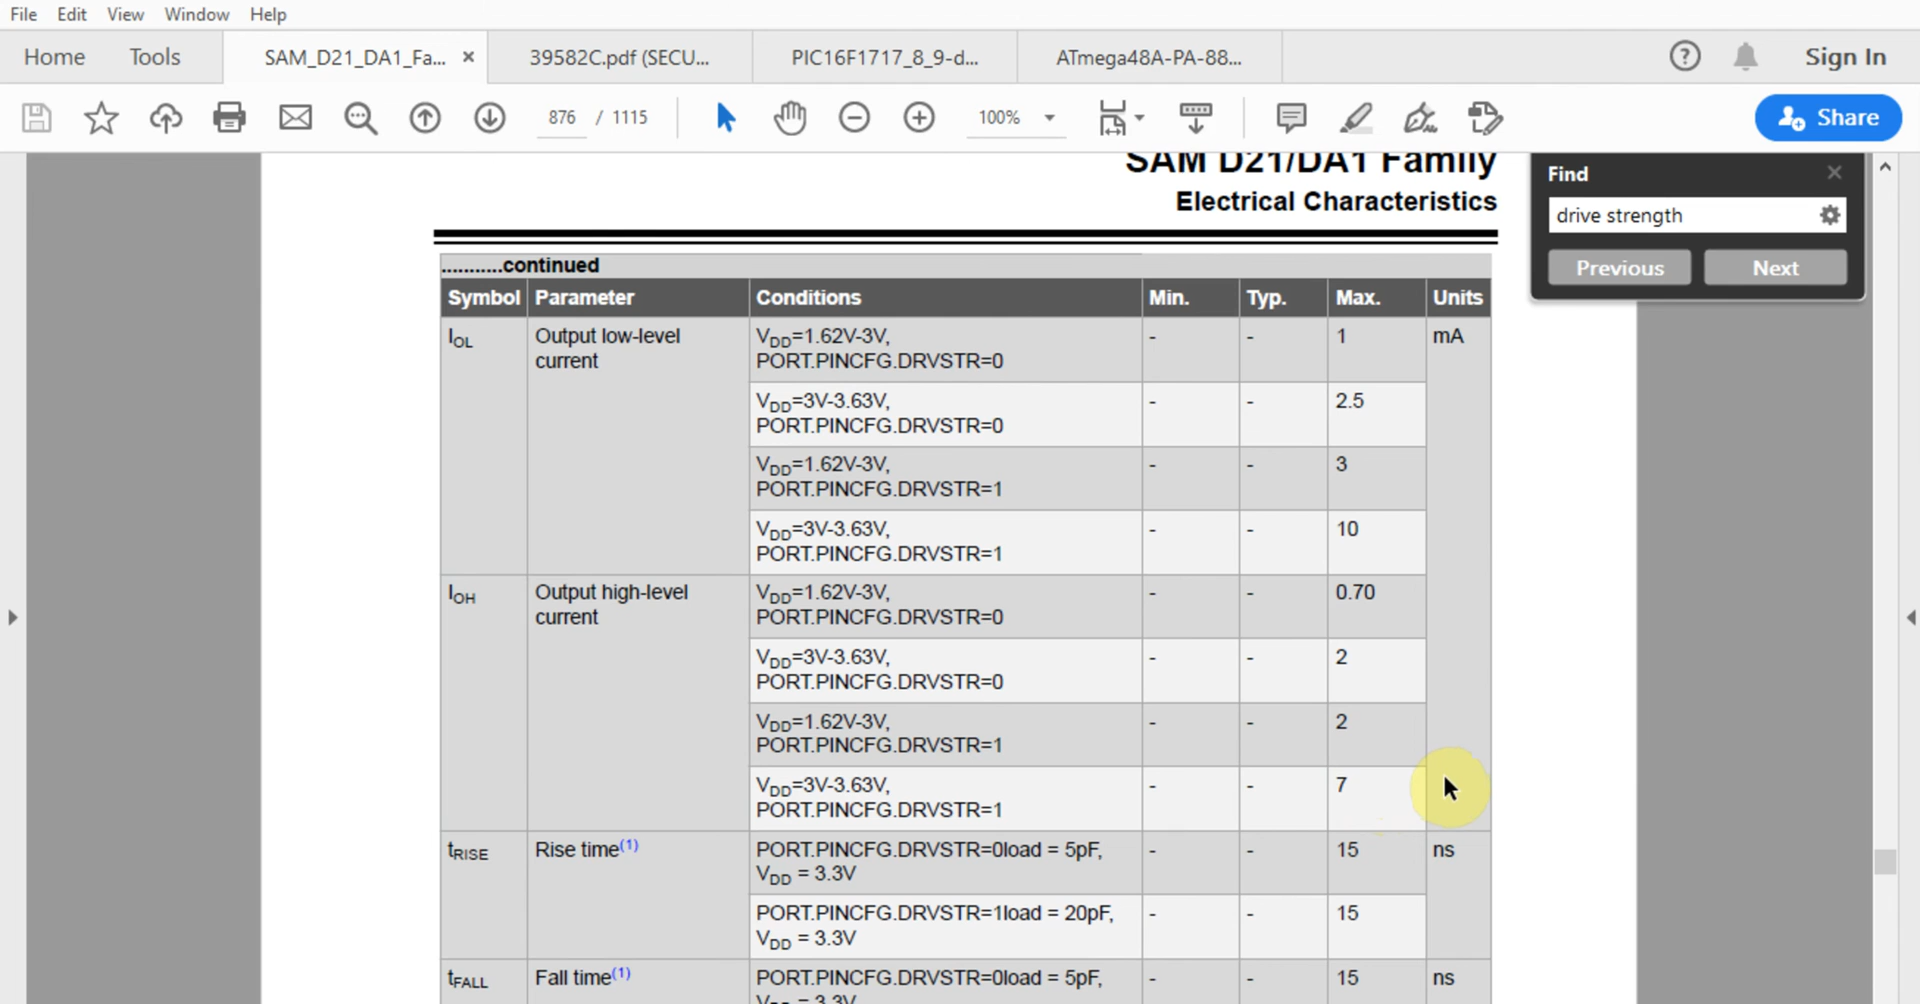 File Edit View Window Help
Home Tools SAM_D21_DA1_Fa... × 39582C.pdf (SECU... PIC16F1717_8_9-d... ATmega48A-PA-88... Sign In
876 / 1115 100% Share
SAM D21/DA1 Family
Electrical Characteristics
Find
drive strength
Previous Next
...........continued
Symbol Parameter Conditions Min. Typ. Max. Units
IOL Output low-level current VDD=1.62V-3V, PORT.PINCFG.DRVSTR=0 - - 1 mA
VDD=3V-3.63V, PORT.PINCFG.DRVSTR=0 - - 2.5
VDD=1.62V-3V, PORT.PINCFG.DRVSTR=1 - - 3
VDD=3V-3.63V, PORT.PINCFG.DRVSTR=1 - - 10
IOH Output high-level current VDD=1.62V-3V, PORT.PINCFG.DRVSTR=0 - - 0.70
VDD=3V-3.63V, PORT.PINCFG.DRVSTR=0 - - 2
VDD=1.62V-3V, PORT.PINCFG.DRVSTR=1 - - 2
VDD=3V-3.63V, PORT.PINCFG.DRVSTR=1 - - 7
tRISE Rise time(1) PORT.PINCFG.DRVSTR=0load = 5pF, VDD = 3.3V - - 15 ns
PORT.PINCFG.DRVSTR=1load = 20pF, VDD = 3.3V - - 15
tFALL Fall time(1) PORT.PINCFG.DRVSTR=0load = 5pF, VDD = 3.3V - - 15 ns